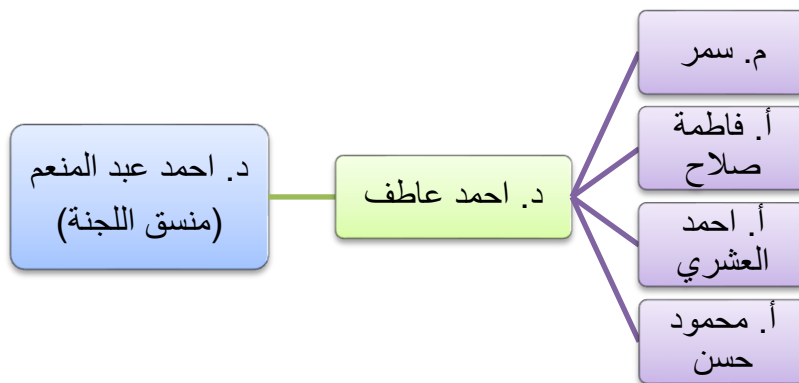 د. احمد عبد المنعم
(منسق اللجنة)
د. احمد عاطف
م. سمر
أ. فاطمة
صلاح
أ. احمد
العشري
أ. محمود
حسن